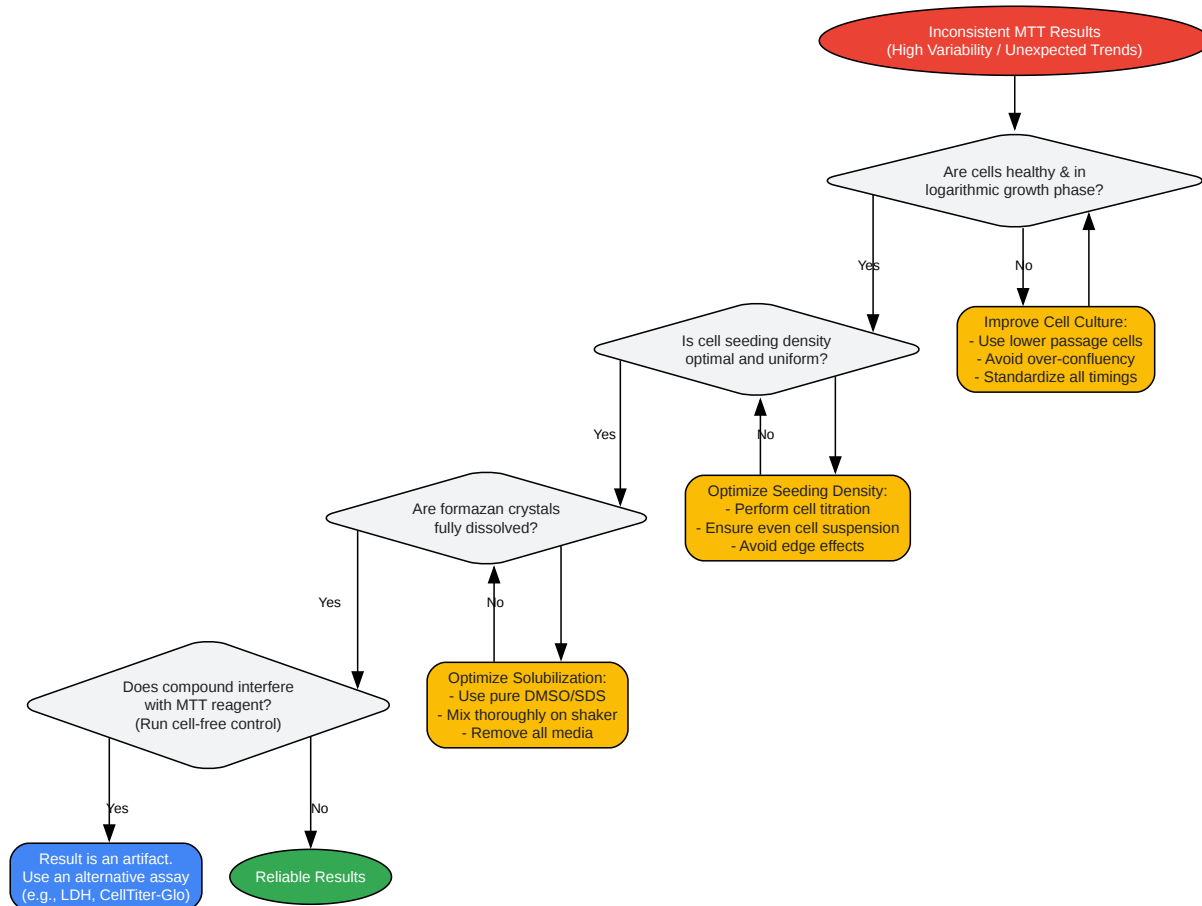 Inconsistent MTT Results
(High Variability / Unexpected Trends)
Are cells healthy & in
logarithmic growth phase?
Yes
No
Improve Cell Culture:
- Use lower passage cells
- Avoid over-confluency
- Standardize all timings
Is cell seeding density
optimal and uniform?
Yes
No
Optimize Seeding Density:
- Perform cell titration
- Ensure even cell suspension
- Avoid edge effects
Are formazan crystals
fully dissolved?
Yes
No
Optimize Solubilization:
- Use pure DMSO/SDS
- Mix thoroughly on shaker
- Remove all media
Does compound interfere
with MTT reagent?
(Run cell-free control)
Yes
No
Result is an artifact.
Use an alternative assay
(e.g., LDH, CellTiter-Glo)
Reliable Results